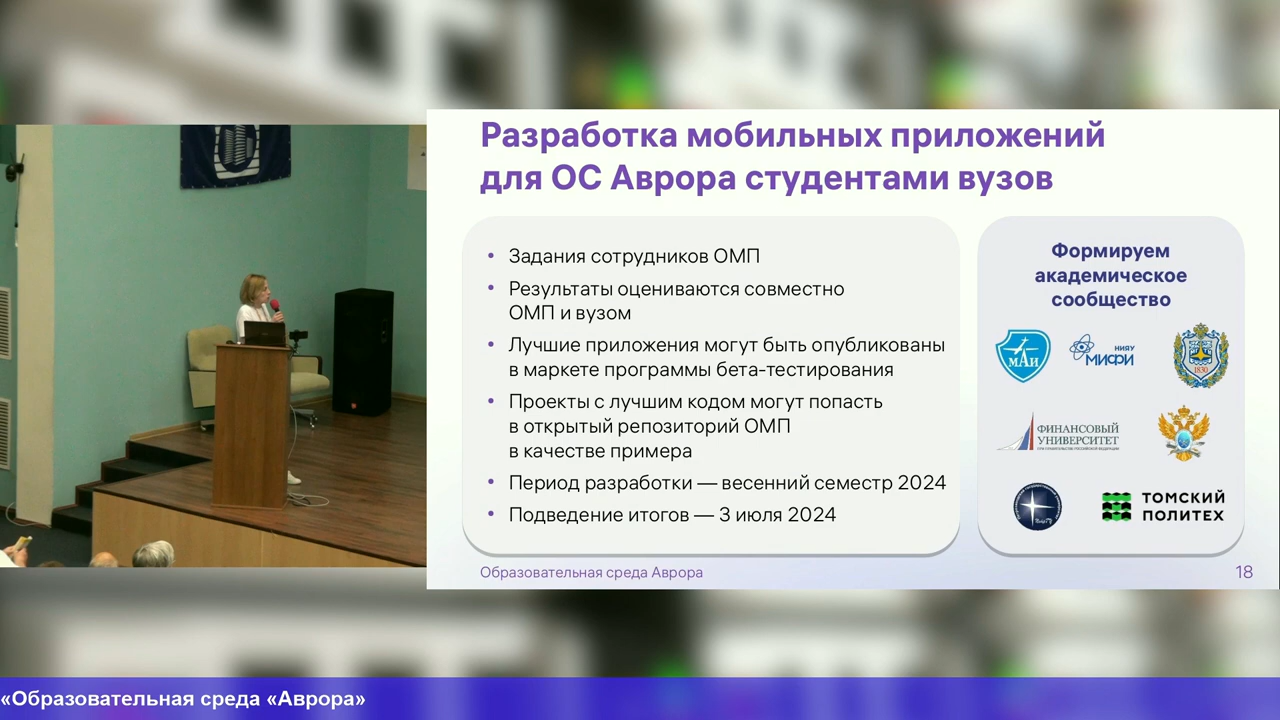 Разработка мобильных приложений
для ОС Аврора студентами вузов
• Задания сотрудников ОМП
• Результаты оцениваются совместно
ОМП и вузом
• Лучшие приложения могут быть опубликованы
в маркете программы бета-тестирования
• Проекты с лучшим кодом могут попасть
в открытый репозиторий ОМП
в качестве примера
• Период разработки — весенний семестр 2024
• Подведение итогов — 3 июля 2024
Формируем
академическое
сообщество
МАИ
НИЯУ
МИФИ
1830
ФИНАНСОВЫЙ
УНИВЕРСИТЕТ
ТОМСКИЙ
ПОЛИТЕХ
Образовательная среда Аврора
18
«Образовательная среда «Аврора»